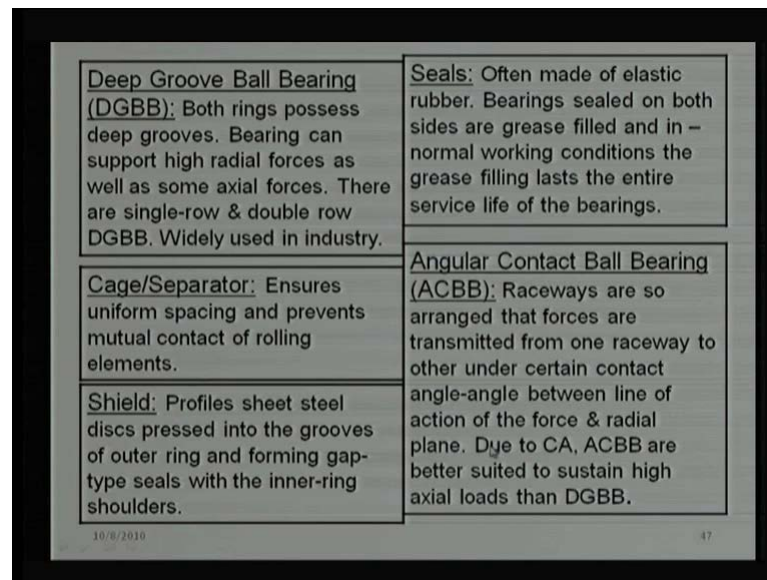 Deep Groove Ball Bearing
(DGBB): Both rings possess
deep grooves. Bearing can
support high radial forces as
well as some axial forces. There
are single-row & double row
DGBB. Widely used in industry.
Cage/Separator: Ensures
uniform spacing and prevents
mutual contact of rolling
elements.
Shield: Profiles sheet steel
discs pressed into the grooves
of outer ring and forming gap-
type seals with the inner-ring
shoulders.
Seals: Often made of elastic
rubber. Bearings sealed on both
sides are grease filled and in –
normal working conditions the
grease filling lasts the entire
service life of the bearings.
Angular Contact Ball Bearing
(ACBB): Raceways are so
arranged that forces are
transmitted from one raceway to
other under certain contact
angle-angle between line of
action of the force & radial
plane. Due to CA, ACBB are
better suited to sustain high
axial loads than DGBB.
10/8/2010
47